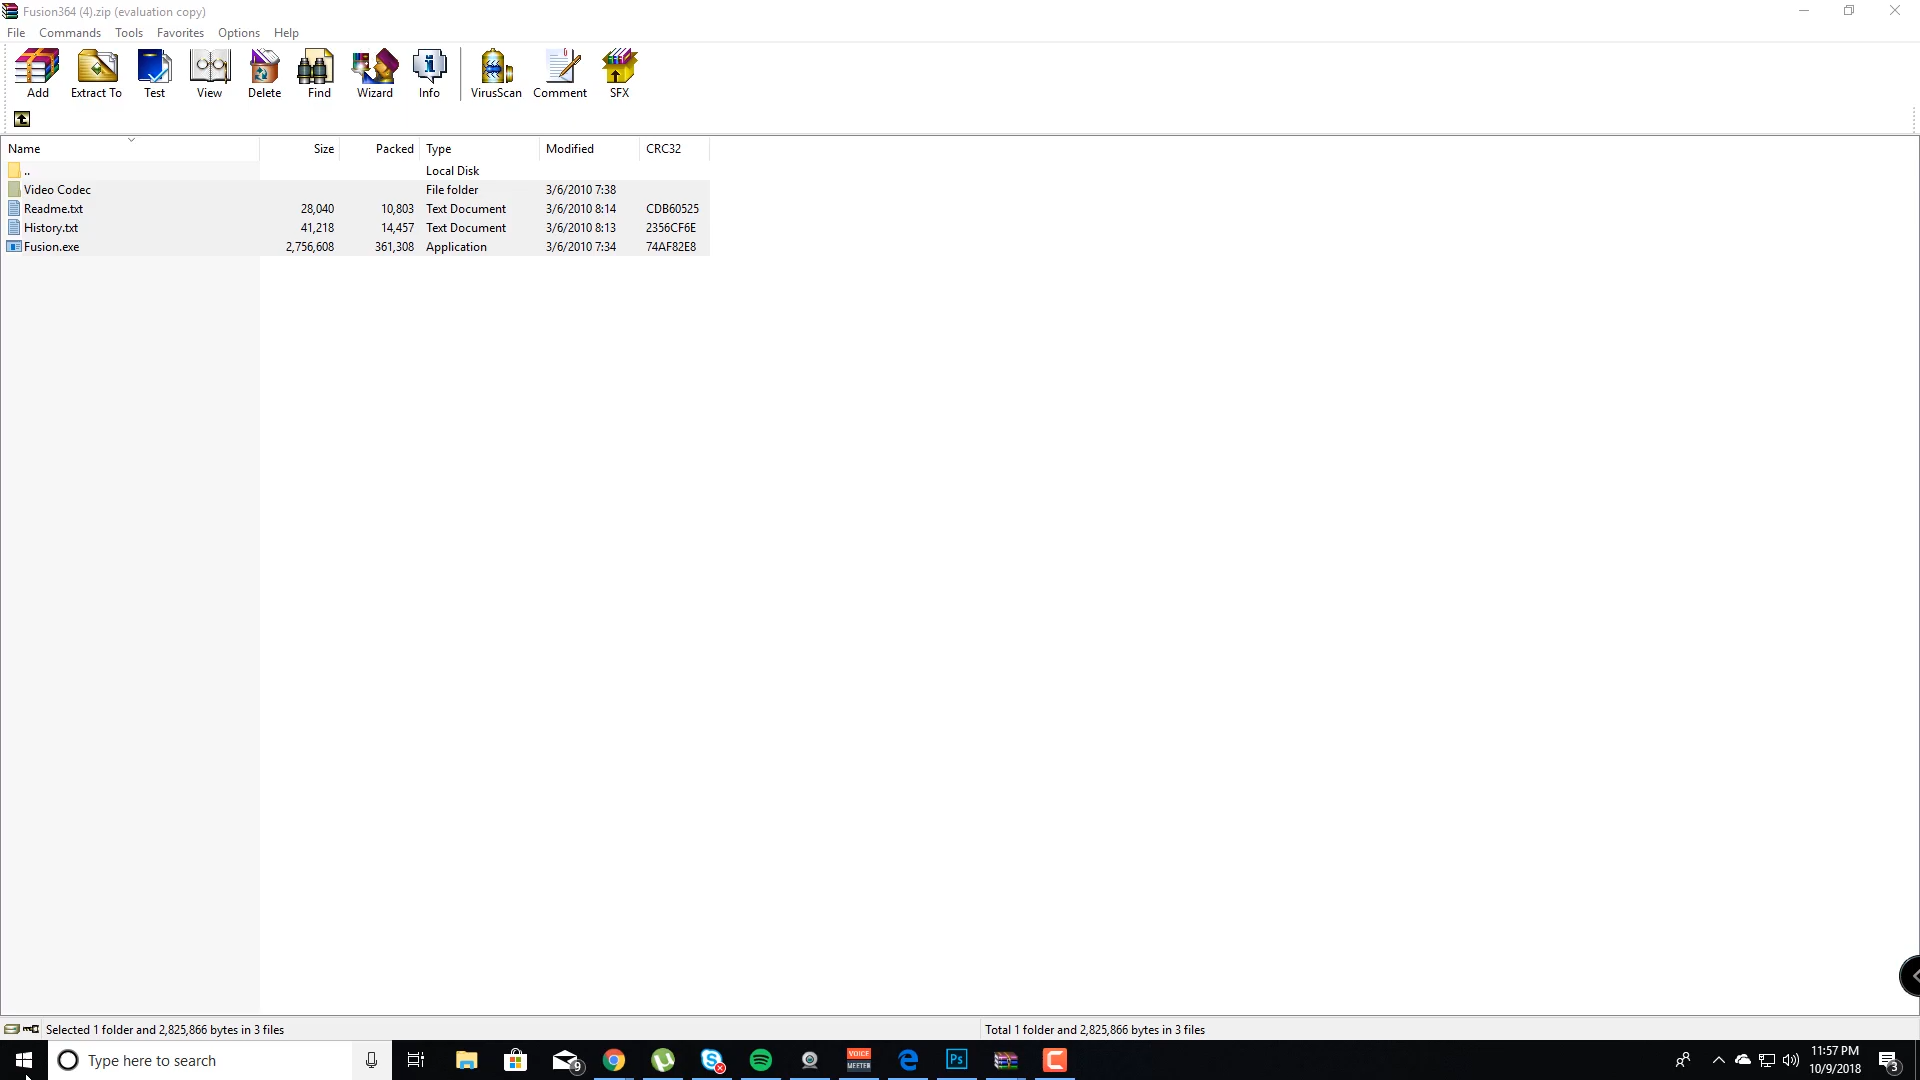 Fusion364 (4).zip (evaluation copy)
File Commands Tools Favorites Options Help
Add Extract To Test View Delete Find Wizard Info VirusScan Comment SFX
Name Size Packed Type Modified CRC32
.. Local Disk
Video Codec File folder 3/6/2010 7:38
Readme.txt 28,040 10,803 Text Document 3/6/2010 8:14 CDB60525
History.txt 41,218 14,457 Text Document 3/6/2010 8:13 2356CF6E
Fusion.exe 2,756,608 361,308 Application 3/6/2010 7:34 74AF82E8
Selected 1 folder and 2,825,866 bytes in 3 files Total 1 folder and 2,825,866 bytes in 3 files
Type here to search 9 VOICE MEETER Ps 11:57 PM 3
10/9/2018